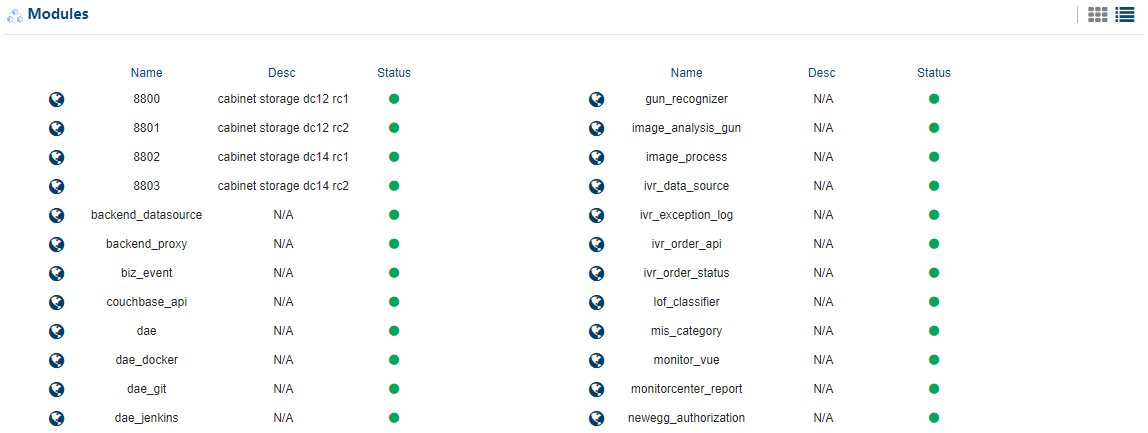 Modules
Name Desc Status
8800 cabinet storage dc12 rc1
8801 cabinet storage dc12 rc2
8802 cabinet storage dc14 rc1
8803 cabinet storage dc14 rc2
backend_datasource N/A
backend_proxy N/A
biz_event N/A
couchbase_api N/A
dae N/A
dae_docker N/A
dae_git N/A
dae_jenkins N/A
Name Desc Status
gun_recognizer N/A
image_analysis_gun N/A
image_process N/A
ivr_data_source N/A
ivr_exception_log N/A
ivr_order_api N/A
ivr_order_status N/A
lof_classifier N/A
mis_category N/A
monitor_vue N/A
monitorcenter_report N/A
newegg_authorization N/A